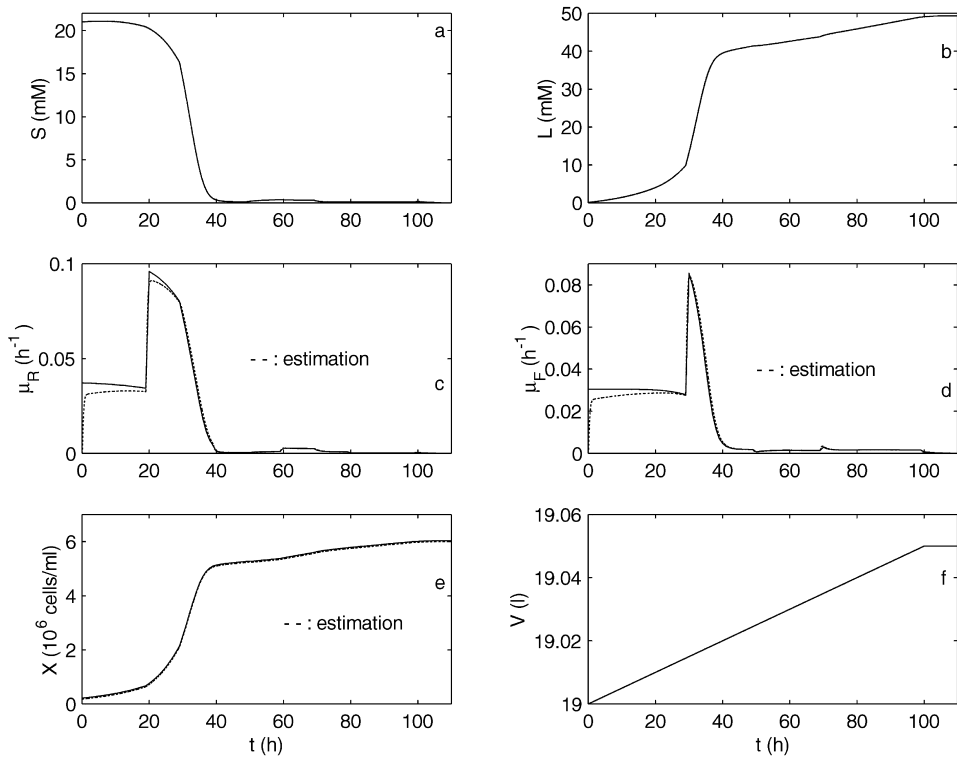 20
15
10
5
0
S (mM)
a
0 20 40 60 80 100
50
40
30
20
10
0
L (mM)
b
0 20 40 60 80 100
0.1
0.05
0
μR (h-1)
- - - : estimation
c
0 20 40 60 80 100
0.08
0.06
0.04
0.02
0
μF (h-1)
- - - : estimation
d
0 20 40 60 80 100
6
4
2
0
X (10^6 cells/ml)
e
- - - : estimation
0 20 40 60 80 100
t (h)
19.06
19.04
19.02
19
V (l)
f
0 20 40 60 80 100
t (h)